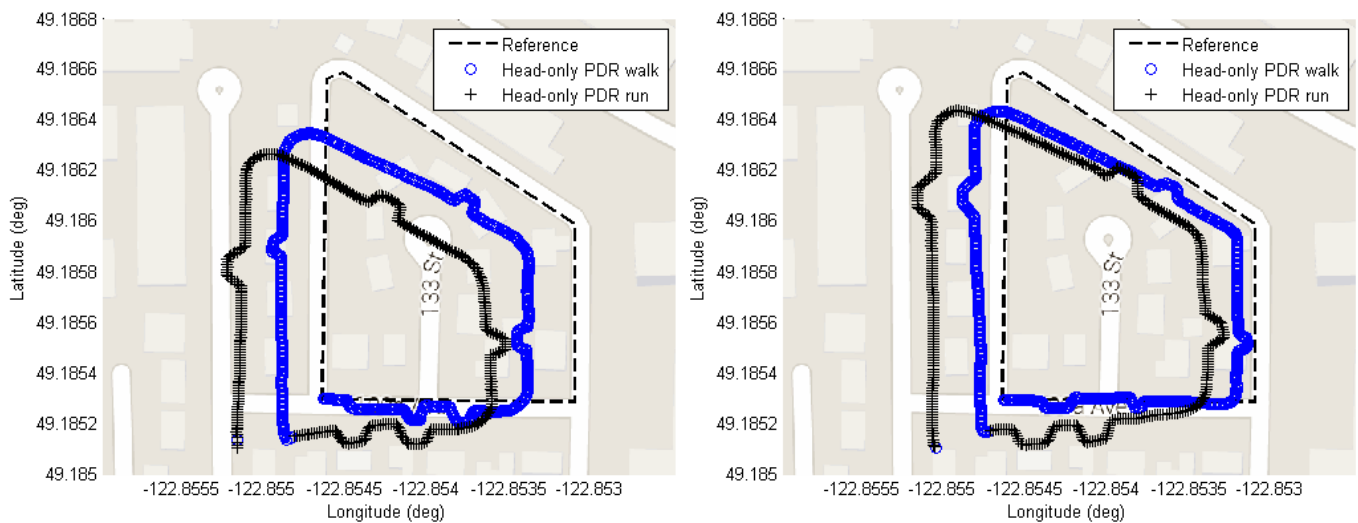 49.1868
49.1866
49.1864
49.1862
49.186
49.1858
49.1856
49.1854
49.1852
49.185
Latitude (deg)
-122.8555 -122.855 -122.8545 -122.854 -122.8535 -122.853
Longitude (deg)
Reference
Head-only PDR walk
Head-only PDR run
133 St
49.1868
49.1866
49.1864
49.1862
49.186
49.1858
49.1856
49.1854
49.1852
49.185
Latitude (deg)
-122.8555 -122.855 -122.8545 -122.854 -122.8535 -122.853
Longitude (deg)
Reference
Head-only PDR walk
Head-only PDR run
133 St
a Ave